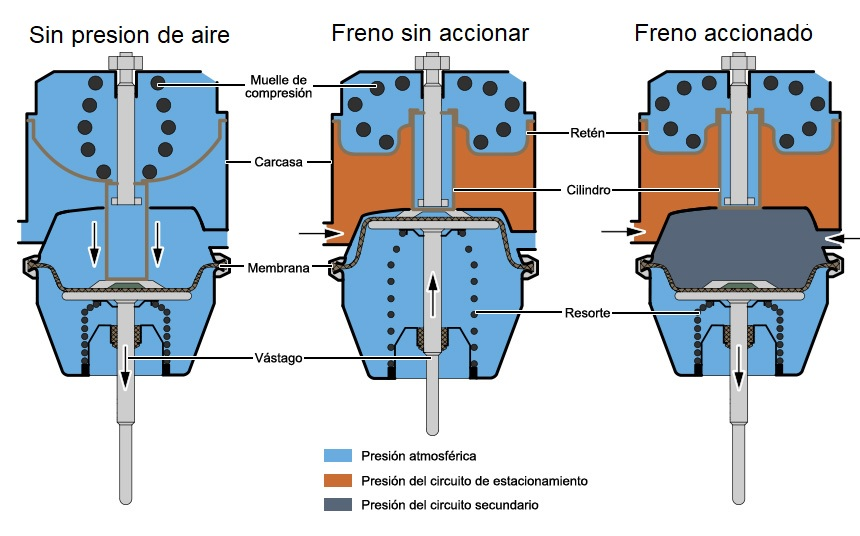 Sin presion de aire
Freno sin accionar
Freno accionado
Muelle de
compresión
Retén
Carcasa
Cilindro
Membrana
Resorte
Vástago
Presión atmosférica
Presión del circuito de estacionamiento
Presión del circuito secundario